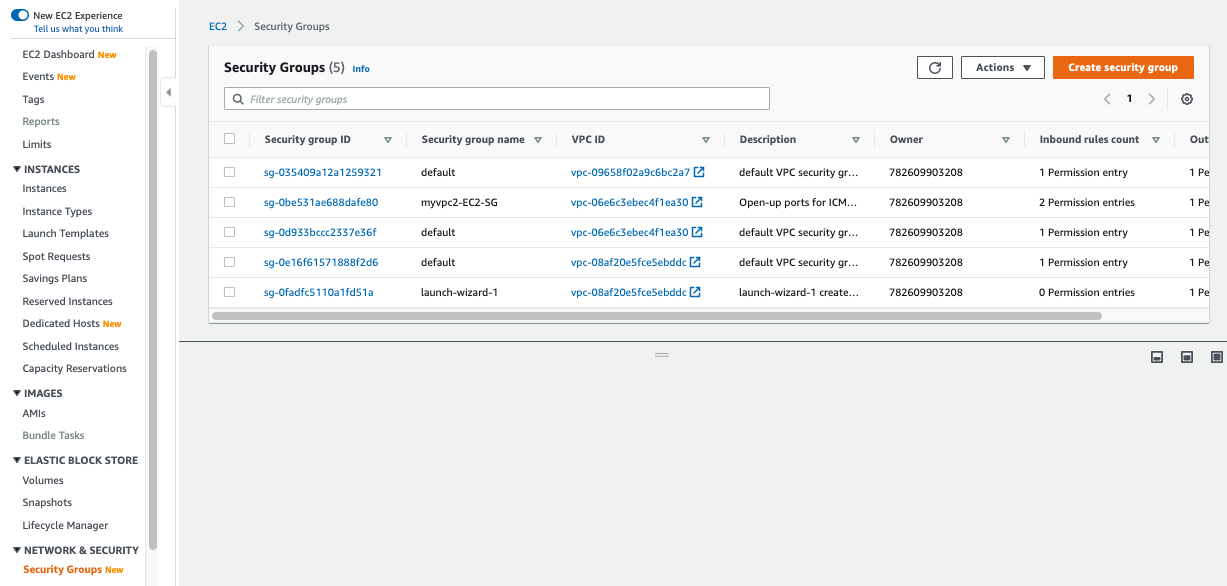 New EC2 Experience
Tell us what you think
EC2 Dashboard New
Events New
Tags
Reports
Limits
INSTANCES
Instances
Instance Types
Launch Templates
Spot Requests
Savings Plans
Reserved Instances
Dedicated Hosts New
Scheduled Instances
Capacity Reservations
IMAGES
AMIs
Bundle Tasks
ELASTIC BLOCK STORE
Volumes
Snapshots
Lifecycle Manager
NETWORK & SECURITY
Security Groups New
EC2 Security Groups
Security Groups (5) Info
Actions
Create security group
Filter security groups
1
Security group ID Security group name VPC ID Description Owner Inbound rules count Out
sg-035409a12a1259321 default vpc-09658f02a9c6bc2a7 default VPC security gr... 782609903208 1 Permission entry 1 Pe
sg-0be531ae688dafe80 myvpc2-EC2-SG vpc-06e6c3ebec4f1ea30 Open-up ports for ICM... 782609903208 2 Permission entries 1 Pe
sg-0d933bccc2337e36f default vpc-06e6c3ebec4f1ea30 default VPC security gr... 782609903208 1 Permission entry 1 Pe
sg-0e16f61571888f2d6 default vpc-08af20e5fce5ebddc default VPC security gr... 782609903208 1 Permission entry 1 Pe
sg-0fadfc5110a1fd51a launch-wizard-1 vpc-08af20e5fce5ebddc launch-wizard-1 create... 782609903208 0 Permission entries 1 Pe